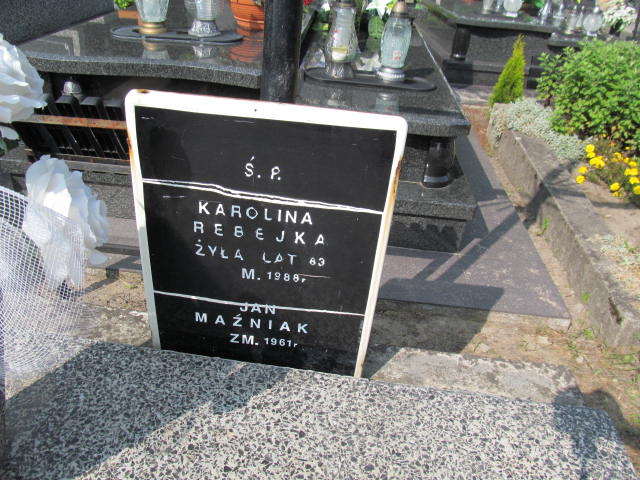 Ś. P.
KAROLINA
REBEJKA
ŻYŁA LAT 63
M. 1988r
JAN
MAŹNIAK
ZM. 1961r